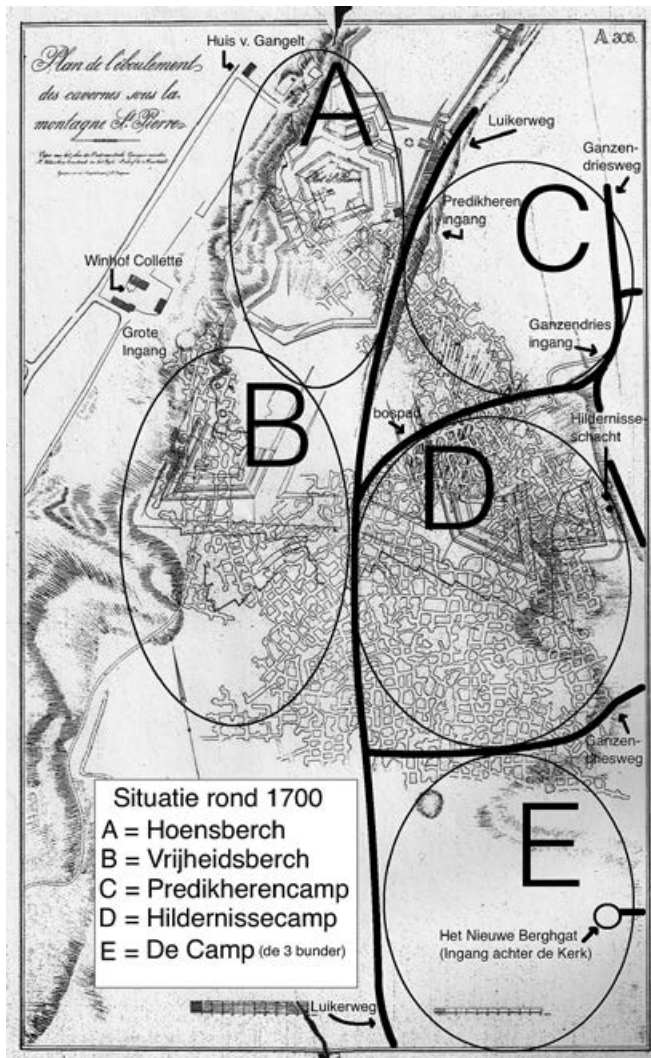 A 305.
Plan de l'éboulement
des cavernes sous la
montagne St. Pierre
Huis v. Gangelt
A
Luikerweg
Ganzen-
driesweg
Predikheren
ingang
C
Winhof Collette
Grote
Ingang
Ganzendries
ingang
B
bospad
Hildernisse-
schacht
D
Ganzen-
driesweg
Situatie rond 1700
A = Hoensberch
B = Vrijheidsberch
C = Predikherencamp
D = Hildernissecamp
E = De Camp (de 3 bunder)
E
Het Nieuwe Berghgat
(Ingang achter de Kerk)
Luikerweg